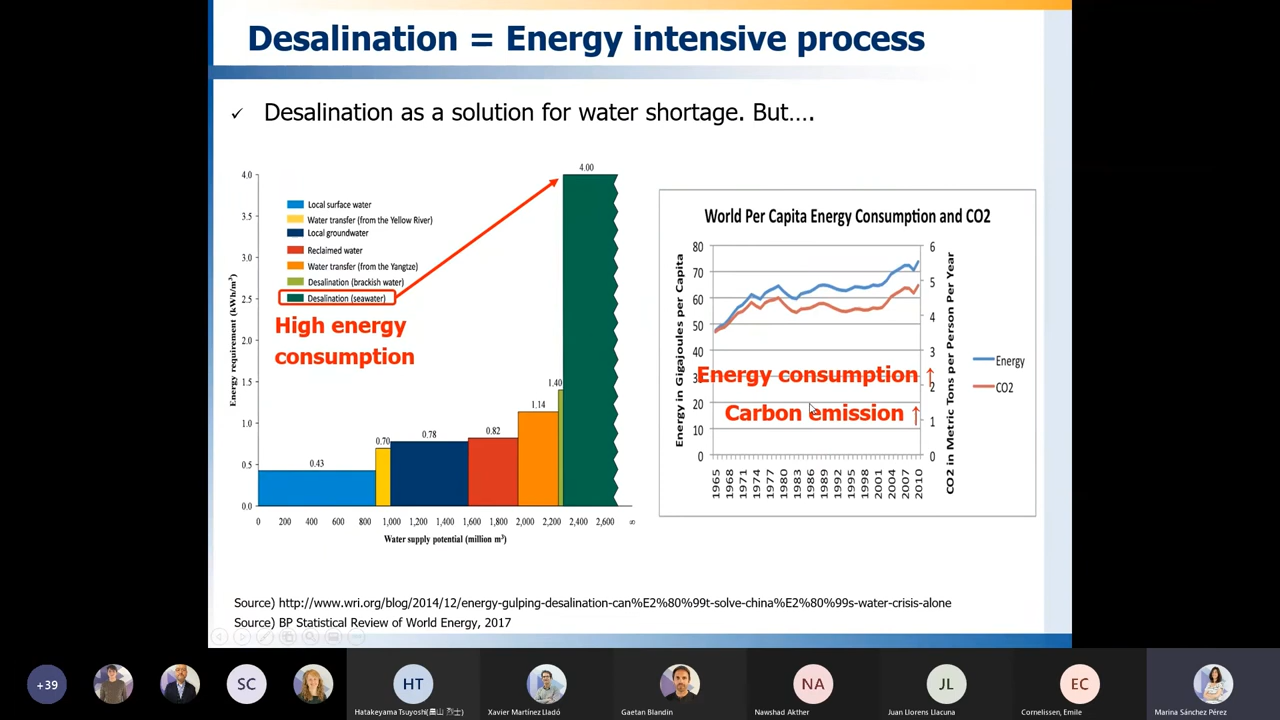 Desalination = Energy intensive process
✓ Desalination as a solution for water shortage. But….
Energy requirement (kWh/m³)
4.0
3.5
3.0
2.5
2.0
1.5
1.0
0.5
0.0
Local surface water
Water transfer (from the Yellow River)
Local groundwater
Reclaimed water
Water transfer (from the Yangtze)
Desalination (brackish water)
Desalination (seawater)
High energy
consumption
0.43
0.70
0.78
0.82
1.14
1.40
4.00
0 200 400 600 800 1,000 1,200 1,400 1,600 1,800 2,000 2,200 2,400 2,600 ∞
Water supply potential (million m³)
World Per Capita Energy Consumption and CO2
Energy in Gigajoules per Capita
80
70
60
50
40
30
20
10
0
6
5
4
3
2
1
0
CO2 in Metric Tons per Person Per Year
Energy
CO2
Energy consumption ↑
Carbon emission ↑
1965 1968 1971 1974 1977 1980 1983 1986 1989 1992 1995 1998 2001 2004 2007 2010
Source) http://www.wri.org/blog/2014/12/energy-gulping-desalination-can%E2%80%99t-solve-china%E2%80%99s-water-crisis-alone
Source) BP Statistical Review of World Energy, 2017
+39
SC
HT
NA
JL
EC
Hatakeyama Tsuyoshi(畠山 烈士)
Xavier Martínez Lladó
Gaetan Blandin
Nawshad Akther
Juan Llorens Llacuna
Cornelissen, Emile
Marina Sánchez Pérez